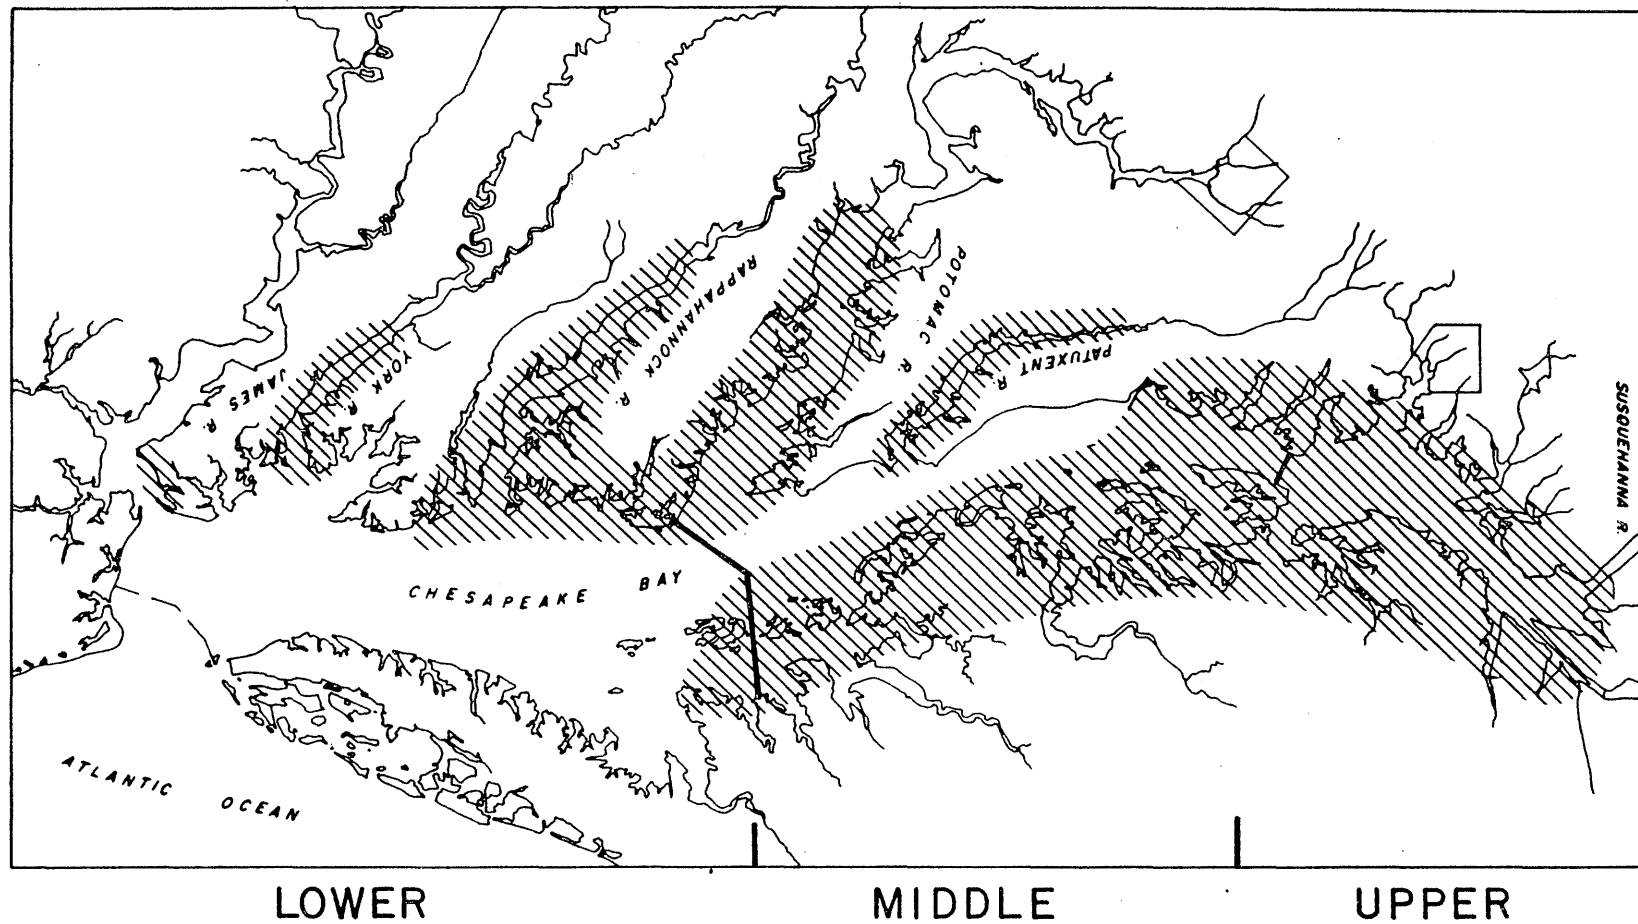 POTOMAC R.
RAPPAHANNOCK R.
PATUXENT R.
YORK R.
JAMES R.
SUSQUEHANNA R.
CHESAPEAKE BAY
ATLANTIC OCEAN
LOWER MIDDLE UPPER